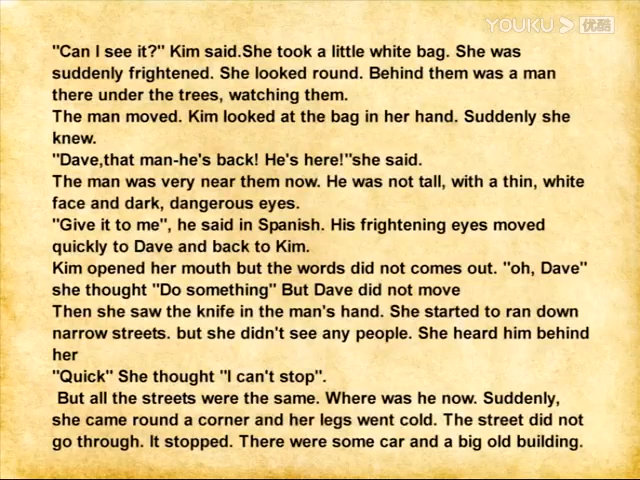 YOUKU 优酷
"Can I see it?" Kim said.She took a little white bag. She was
suddenly frightened. She looked round. Behind them was a man
there under the trees, watching them.
The man moved. Kim looked at the bag in her hand. Suddenly she
knew.
"Dave,that man-he's back! He's here!"she said.
The man was very near them now. He was not tall, with a thin, white
face and dark, dangerous eyes.
"Give it to me", he said in Spanish. His frightening eyes moved
quickly to Dave and back to Kim.
Kim opened her mouth but the words did not comes out. "oh, Dave"
she thought "Do something" But Dave did not move
Then she saw the knife in the man's hand. She started to ran down
narrow streets. but she didn't see any people. She heard him behind
her
"Quick" She thought "I can't stop".
But all the streets were the same. Where was he now. Suddenly,
she came round a corner and her legs went cold. The street did not
go through. It stopped. There were some car and a big old building.